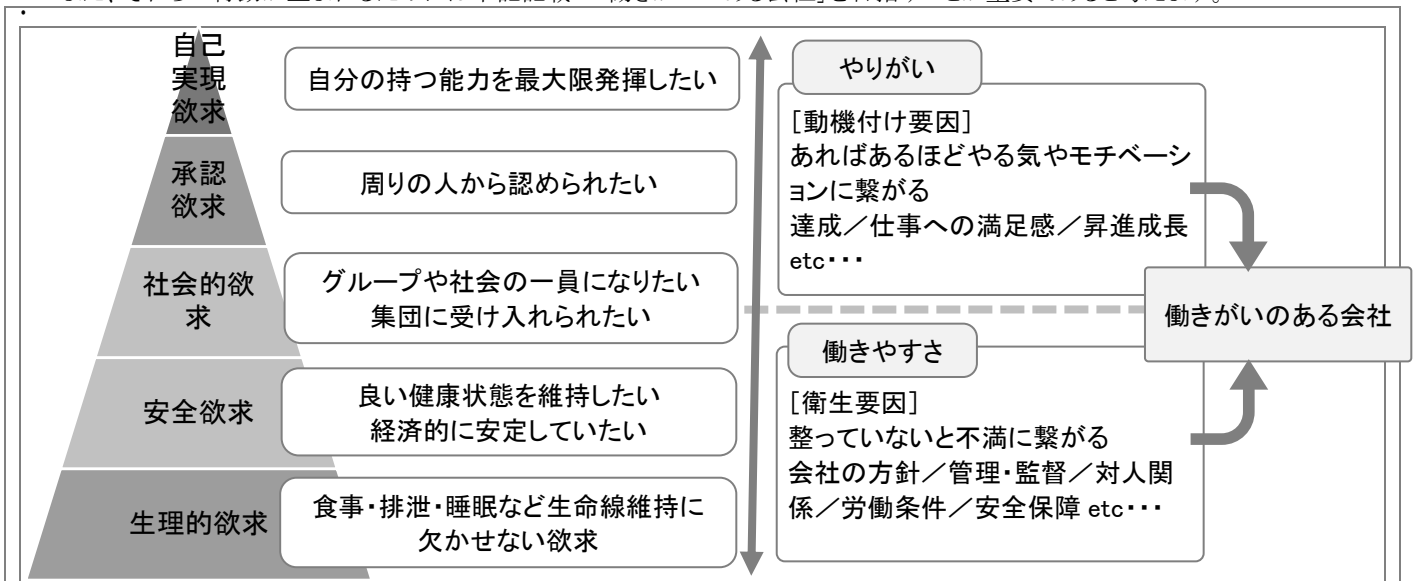 自己
実現
欲求
自分の持つ能力を最大限発揮したい
承認
欲求
周りの人から認められたい
社会的欲
求
グループや社会の一員になりたい
集団に受け入れられたい
安全欲求
良い健康状態を維持したい
経済的に安定していたい
生理的欲求
食事・排泄・睡眠など生命線維持に
欠かせない欲求
やりがい
[動機付け要因]
あればあるほどやる気やモチベーシ
ョンに繋がる
達成/仕事への満足感/昇進成長
etc・・・
働きやすさ
[衛生要因]
整っていないと不満に繋がる
会社の方針/管理・監督/対人関
係/労働条件/安全保障 etc・・・
働きがいのある会社